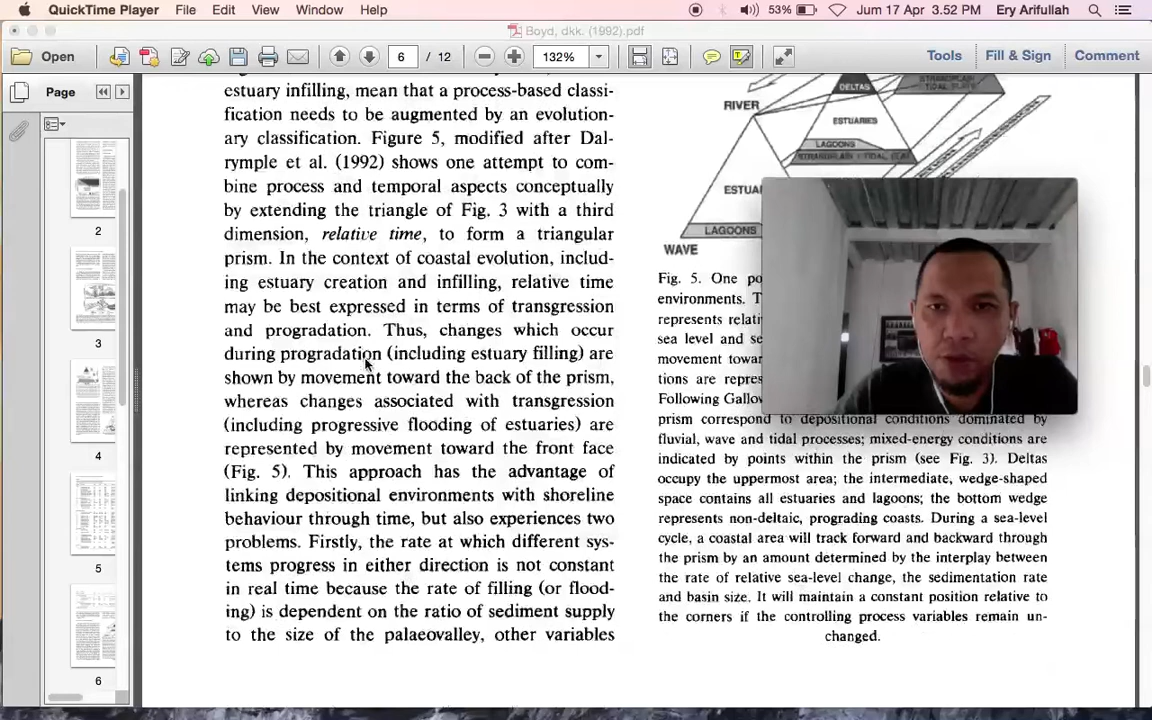 QuickTime Player File Edit View Window Help
53% Jum 17 Apr 3.52 PM Ery Arifullah
Boyd, dkk. (1992).pdf
Open 6 / 12 132% Tools Fill & Sign Comment
Page
2
3
4
5
6
estuary infilling, mean that a process-based classi-
fication needs to be augmented by an evolution-
ary classification. Figure 5, modified after Dal-
rymple et al. (1992) shows one attempt to com-
bine process and temporal aspects conceptually
by extending the triangle of Fig. 3 with a third
dimension, relative time, to form a triangular
prism. In the context of coastal evolution, includ-
ing estuary creation and infilling, relative time
may be best expressed in terms of transgression
and progradation. Thus, changes which occur
during progradation (including estuary filling) are
shown by movement toward the back of the prism,
whereas changes associated with transgression
(including progressive flooding of estuaries) are
represented by movement toward the front face
(Fig. 5). This approach has the advantage of
linking depositional environments with shoreline
behaviour through time, but also experiences two
problems. Firstly, the rate at which different sys-
tems progress in either direction is not constant
in real time because the rate of filling (or flood-
ing) is dependent on the ratio of sediment supply
to the size of the palaeovalley, other variables
DELTAS
RIVER
ESTUARIES
LAGOONS
ESTUA
LAGOONS
WAVE
Fig. 5. One po
environments. T
represents relati
sea level and se
movement towar
tions are repres
Following Gallov
prism correspond to depositional conditions dominated by
fluvial, wave and tidal processes; mixed-energy conditions are
indicated by points within the prism (see Fig. 3). Deltas
occupy the uppermost area; the intermediate, wedge-shaped
space contains all estuaries and lagoons; the bottom wedge
represents non-deltaic, prograding coasts. During a sea-level
cycle, a coastal area will track forward and backward through
the prism by an amount determined by the interplay between
the rate of relative sea-level change, the sedimentation rate
and basin size. It will maintain a constant position relative to
the corners if the controlling process variables remain un-
changed.